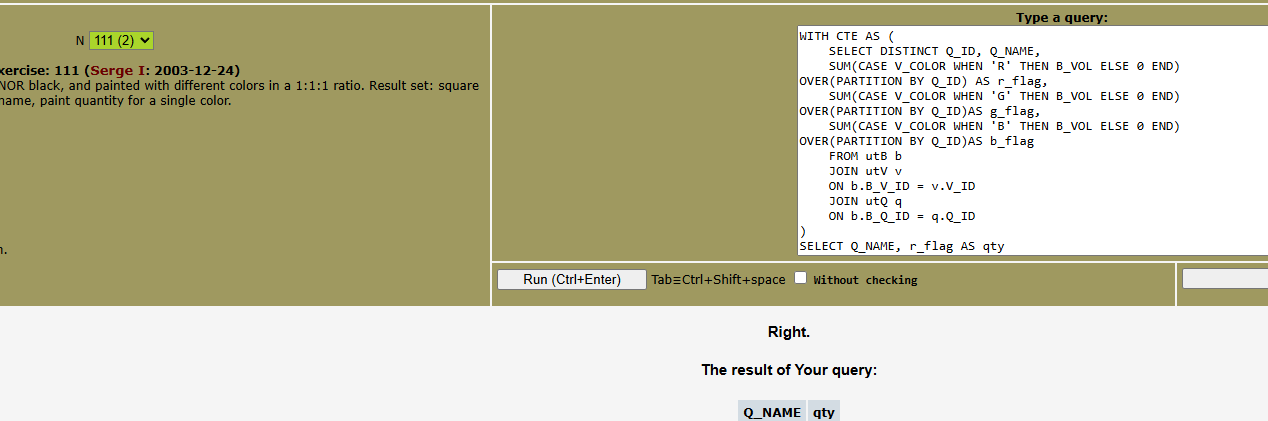 N 111 (2)
xercise: 111 (Serge I: 2003-12-24)
NOR black, and painted with different colors in a 1:1:1 ratio. Result set: square
name, paint quantity for a single color.
n.
Type a query:
WITH CTE AS (
    SELECT DISTINCT Q_ID, Q_NAME,
    SUM(CASE V_COLOR WHEN 'R' THEN B_VOL ELSE 0 END)
OVER(PARTITION BY Q_ID) AS r_flag,
    SUM(CASE V_COLOR WHEN 'G' THEN B_VOL ELSE 0 END)
OVER(PARTITION BY Q_ID)AS g_flag,
    SUM(CASE V_COLOR WHEN 'B' THEN B_VOL ELSE 0 END)
OVER(PARTITION BY Q_ID)AS b_flag
    FROM utB b
    JOIN utV v
    ON b.B_V_ID = v.V_ID
    JOIN utQ q
    ON b.B_Q_ID = q.Q_ID
)
SELECT Q_NAME, r_flag AS qty
Run (Ctrl+Enter) Tab≡Ctrl+Shift+space Without checking
Right.
The result of Your query:
Q_NAME qty